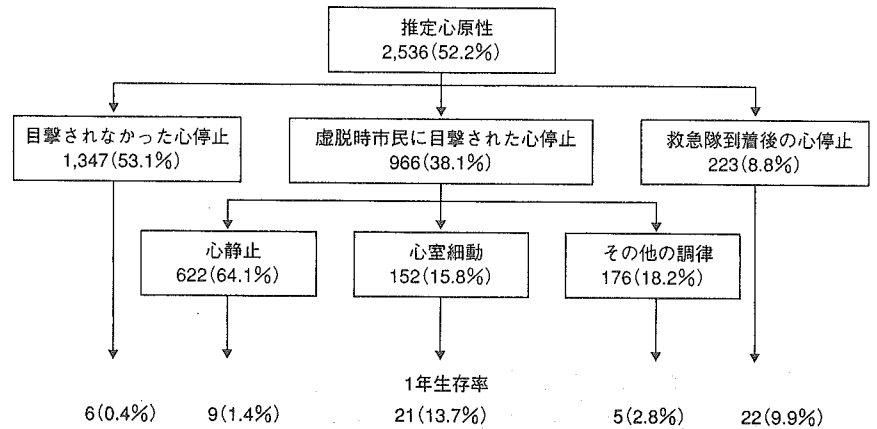 推定心原性
2,536(52.2%)
目撃されなかった心停止
1,347(53.1%)
虚脱時市民に目撃された心停止
966(38.1%)
救急隊到着後の心停止
223(8.8%)
心静止
622(64.1%)
心室細動
152(15.8%)
その他の調律
176(18.2%)
1年生存率
6(0.4%)
9(1.4%)
21(13.7%)
5(2.8%)
22(9.9%)